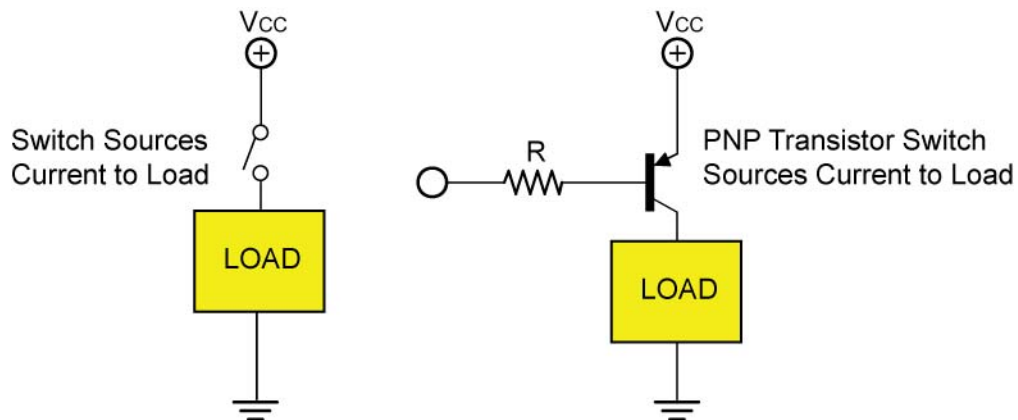 VCC
Switch Sources
Current to Load
LOAD
VCC
R
PNP Transistor Switch
Sources Current to Load
LOAD